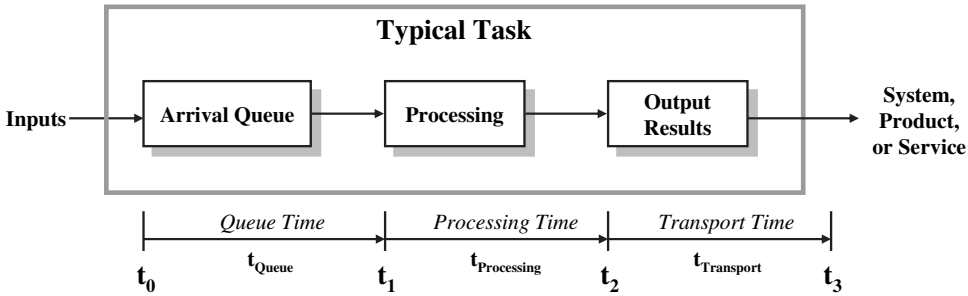 Typical Task
Inputs
Arrival Queue
Processing
Output
Results
System,
Product,
or Service
Queue Time
Processing Time
Transport Time
tQueue
tProcessing
tTransport
t0
t1
t2
t3